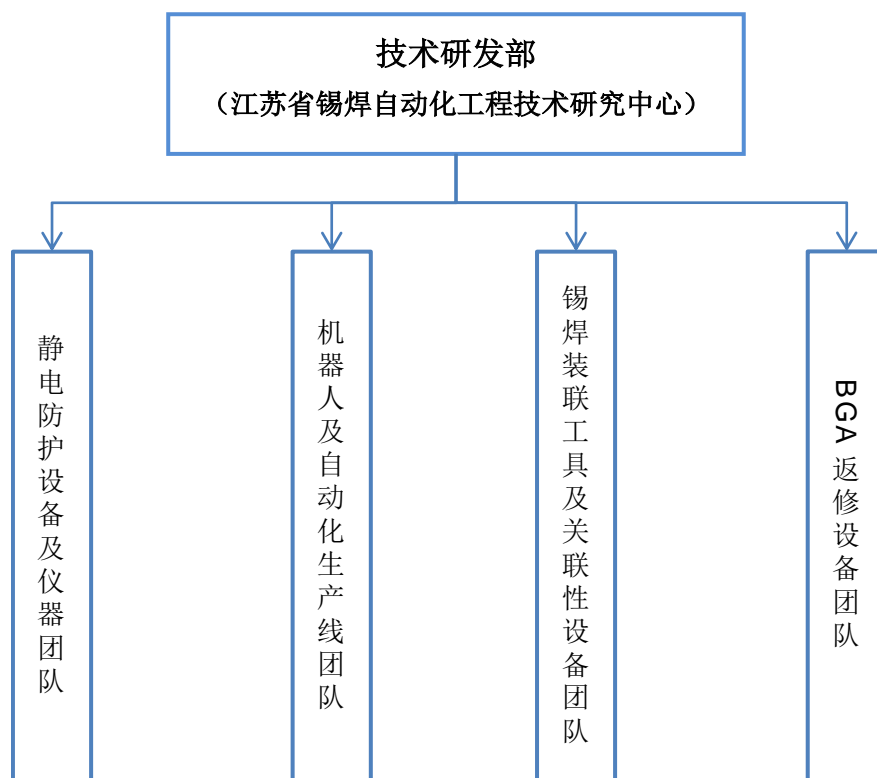 技术研发部
（江苏省锡焊自动化工程技术研究中心）
静电防护设备及仪器团队
机器人及自动化生产线团队
锡焊装联工具及关联性设备团队
BGA 返修设备团队